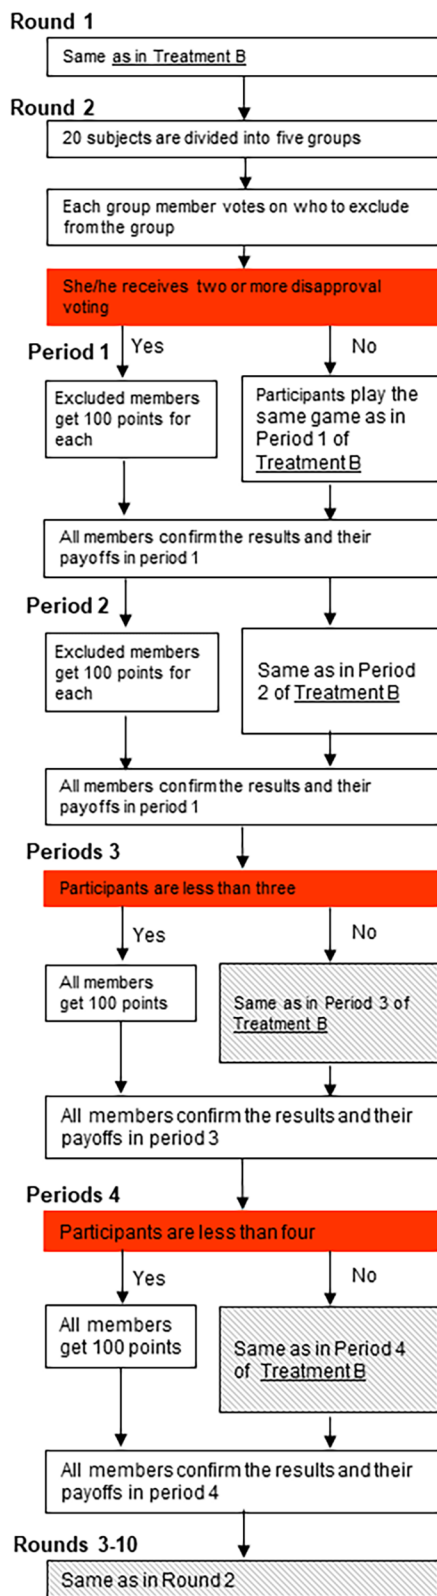 Round 1
Same as in Treatment B
Round 2
20 subjects are divided into five groups
Each group member votes on who to exclude
from the group
She/he receives two or more disapproval
voting
Period 1
Yes
No
Excluded members
get 100 points for
each
Participants play the
same game as in
Period 1 of
Treatment B
All members confirm the results and their
payoffs in period 1
Period 2
Excluded members
get 100 points for
each
Same as in Period
2 of Treatment B
All members confirm the results and their
payoffs in period 1
Periods 3
Participants are less than three
Yes
No
All members
get 100 points
Same as in Period 3 of
Treatment B
All members confirm the results and their
payoffs in period 3
Periods 4
Participants are less than four
Yes
No
All members
get 100 points
Same as in Period 4
of Treatment B
All members confirm the results and their
payoffs in period 4
Rounds 3-10
Same as in Round 2